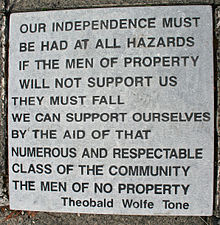 OUR INDEPENDENCE MUST
BE HAD AT ALL HAZARDS
IF THE MEN OF PROPERTY
WILL NOT SUPPORT US
THEY MUST FALL
WE CAN SUPPORT OURSELVES
BY THE AID OF THAT
NUMEROUS AND RESPECTABLE
CLASS OF THE COMMUNITY
THE MEN OF NO PROPERTY
Theobald Wolfe Tone